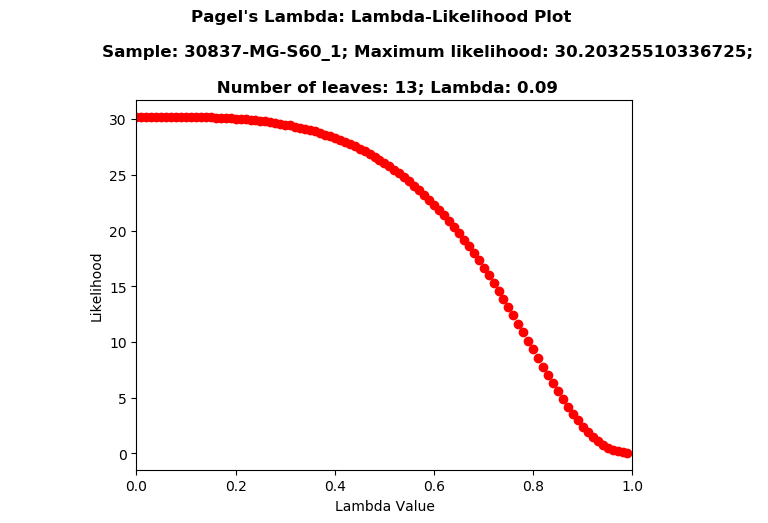 Pagel's Lambda: Lambda-Likelihood Plot
Sample: 30837-MG-S60_1; Maximum likelihood: 30.20325510336725;
Number of leaves: 13; Lambda: 0.09
30
25
20
15
10
5
0
Likelihood
0.0 0.2 0.4 0.6 0.8 1.0
Lambda Value